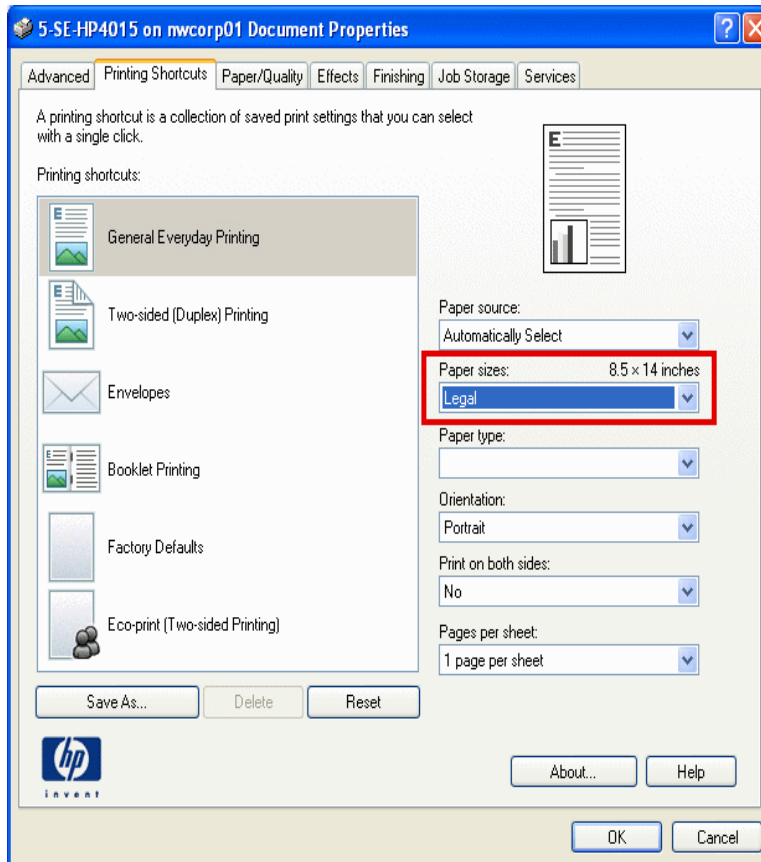 5-SE-HP4015 on nwcorp01 Document Properties
?
Advanced Printing Shortcuts Paper/Quality Effects Finishing Job Storage Services
A printing shortcut is a collection of saved print settings that you can select
with a single click.
Printing shortcuts:
E
General Everyday Printing
E
Two-sided (Duplex) Printing
Envelopes
E
Booklet Printing
Factory Defaults
Eco-print (Two-sided Printing)
Save As... Delete Reset
E
Paper source:
Automatically Select
Paper sizes: 8.5 × 14 inches
Legal
Paper type:
Orientation:
Portrait
Print on both sides:
No
Pages per sheet:
1 page per sheet
hp
invent
About... Help
OK Cancel